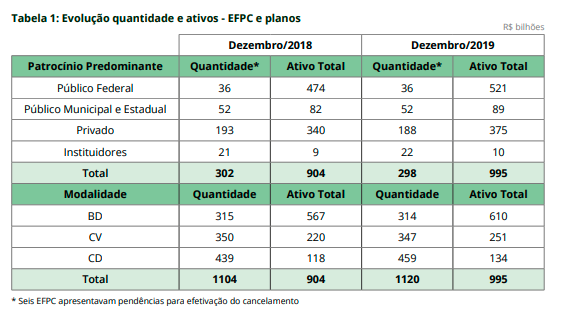 Tabela 1: Evolução quantidade e ativos - EFPC e planos
R$ bilhões
Dezembro/2018 Dezembro/2019
Patrocínio Predominante Quantidade* Ativo Total Quantidade* Ativo Total
Público Federal 36 474 36 521
Público Municipal e Estadual 52 82 52 89
Privado 193 340 188 375
Instituidores 21 9 22 10
Total 302 904 298 995
Modalidade Quantidade Ativo Total Quantidade Ativo Total
BD 315 567 314 610
CV 350 220 347 251
CD 439 118 459 134
Total 1104 904 1120 995
* Seis EFPC apresentavam pendências para efetivação do cancelamento